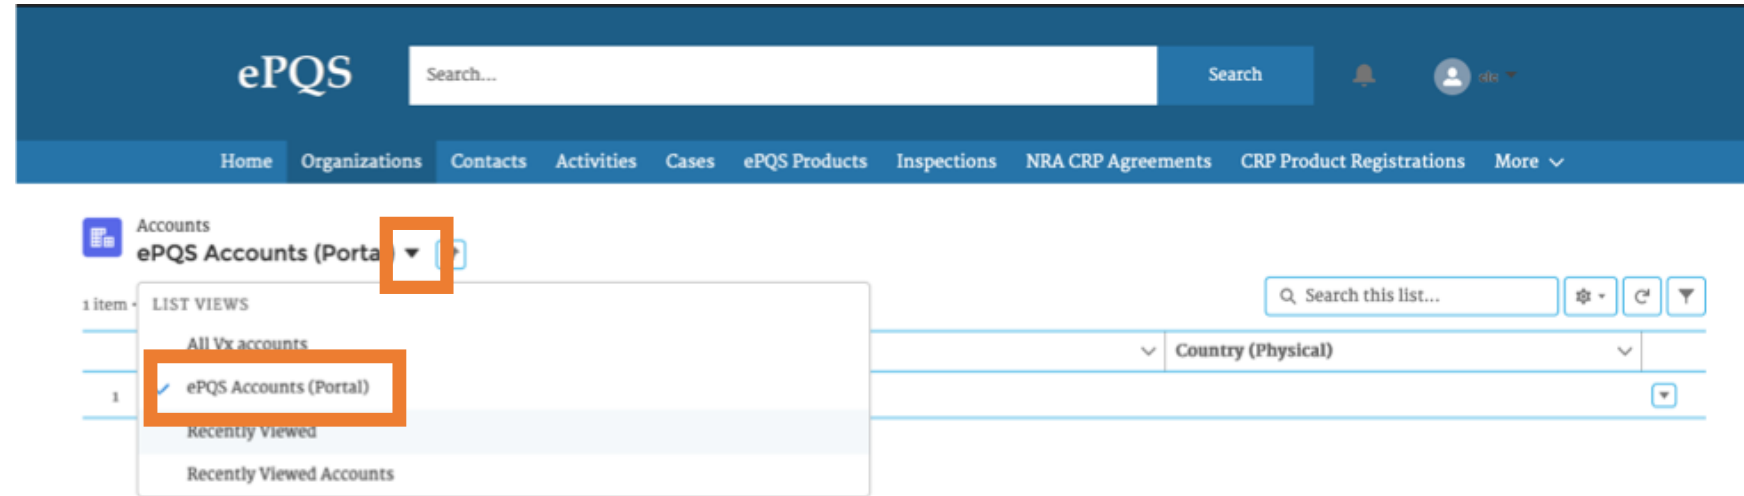 ePQS
Search...
Search
Home Organizations Contacts Activities Cases ePQS Products Inspections NRA CRP Agreements CRP Product Registrations More
Accounts
ePQS Accounts (Porta
1 item •
LIST VIEWS
Search this list...
All Vx accounts
Country (Physical)
ePQS Accounts (Portal)
1
Recently Viewed
Recently Viewed Accounts